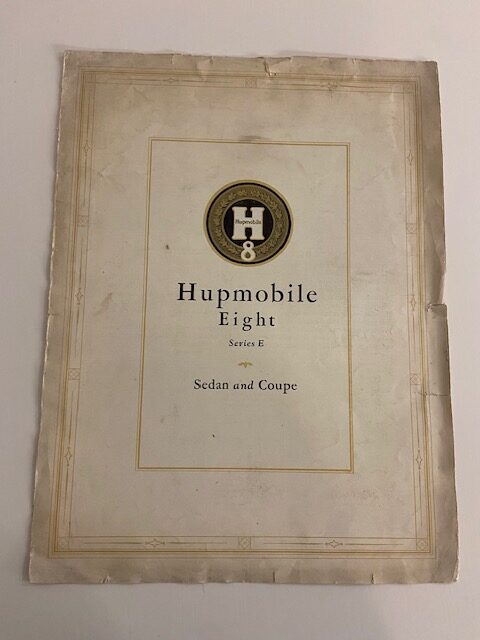 H
Hupmobile
8
Hupmobile
Eight
Series E
Sedan and Coupe